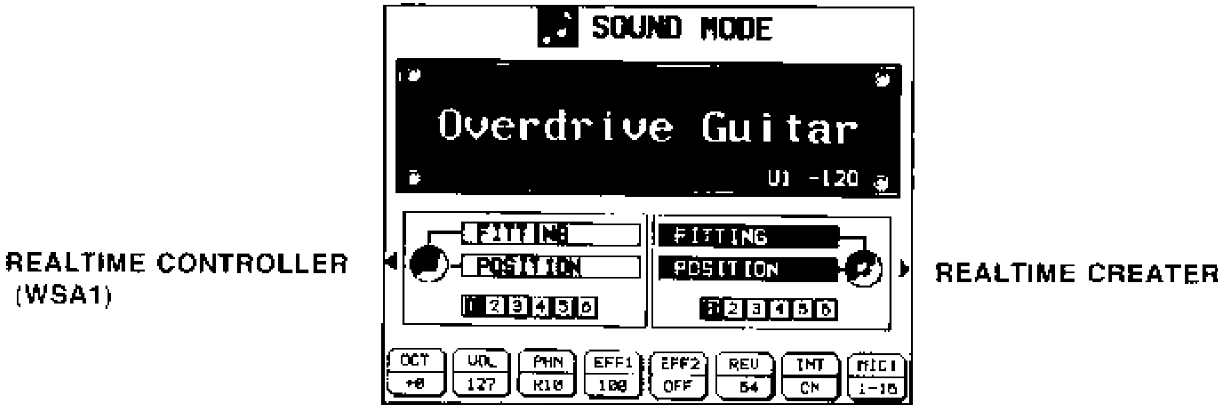 SOUND MODE
Overdrive Guitar
U1 -120
FITTING
POSITION
1 2 3 4 5 6
FITTING
POSITION
1 2 3 4 5 6
REALTIME CONTROLLER
(WSA1)
REALTIME CREATER
OCT VOL PAN EFF1 EFF2 REV INT MIDI
+0 127 R10 100 OFF 64 1-16